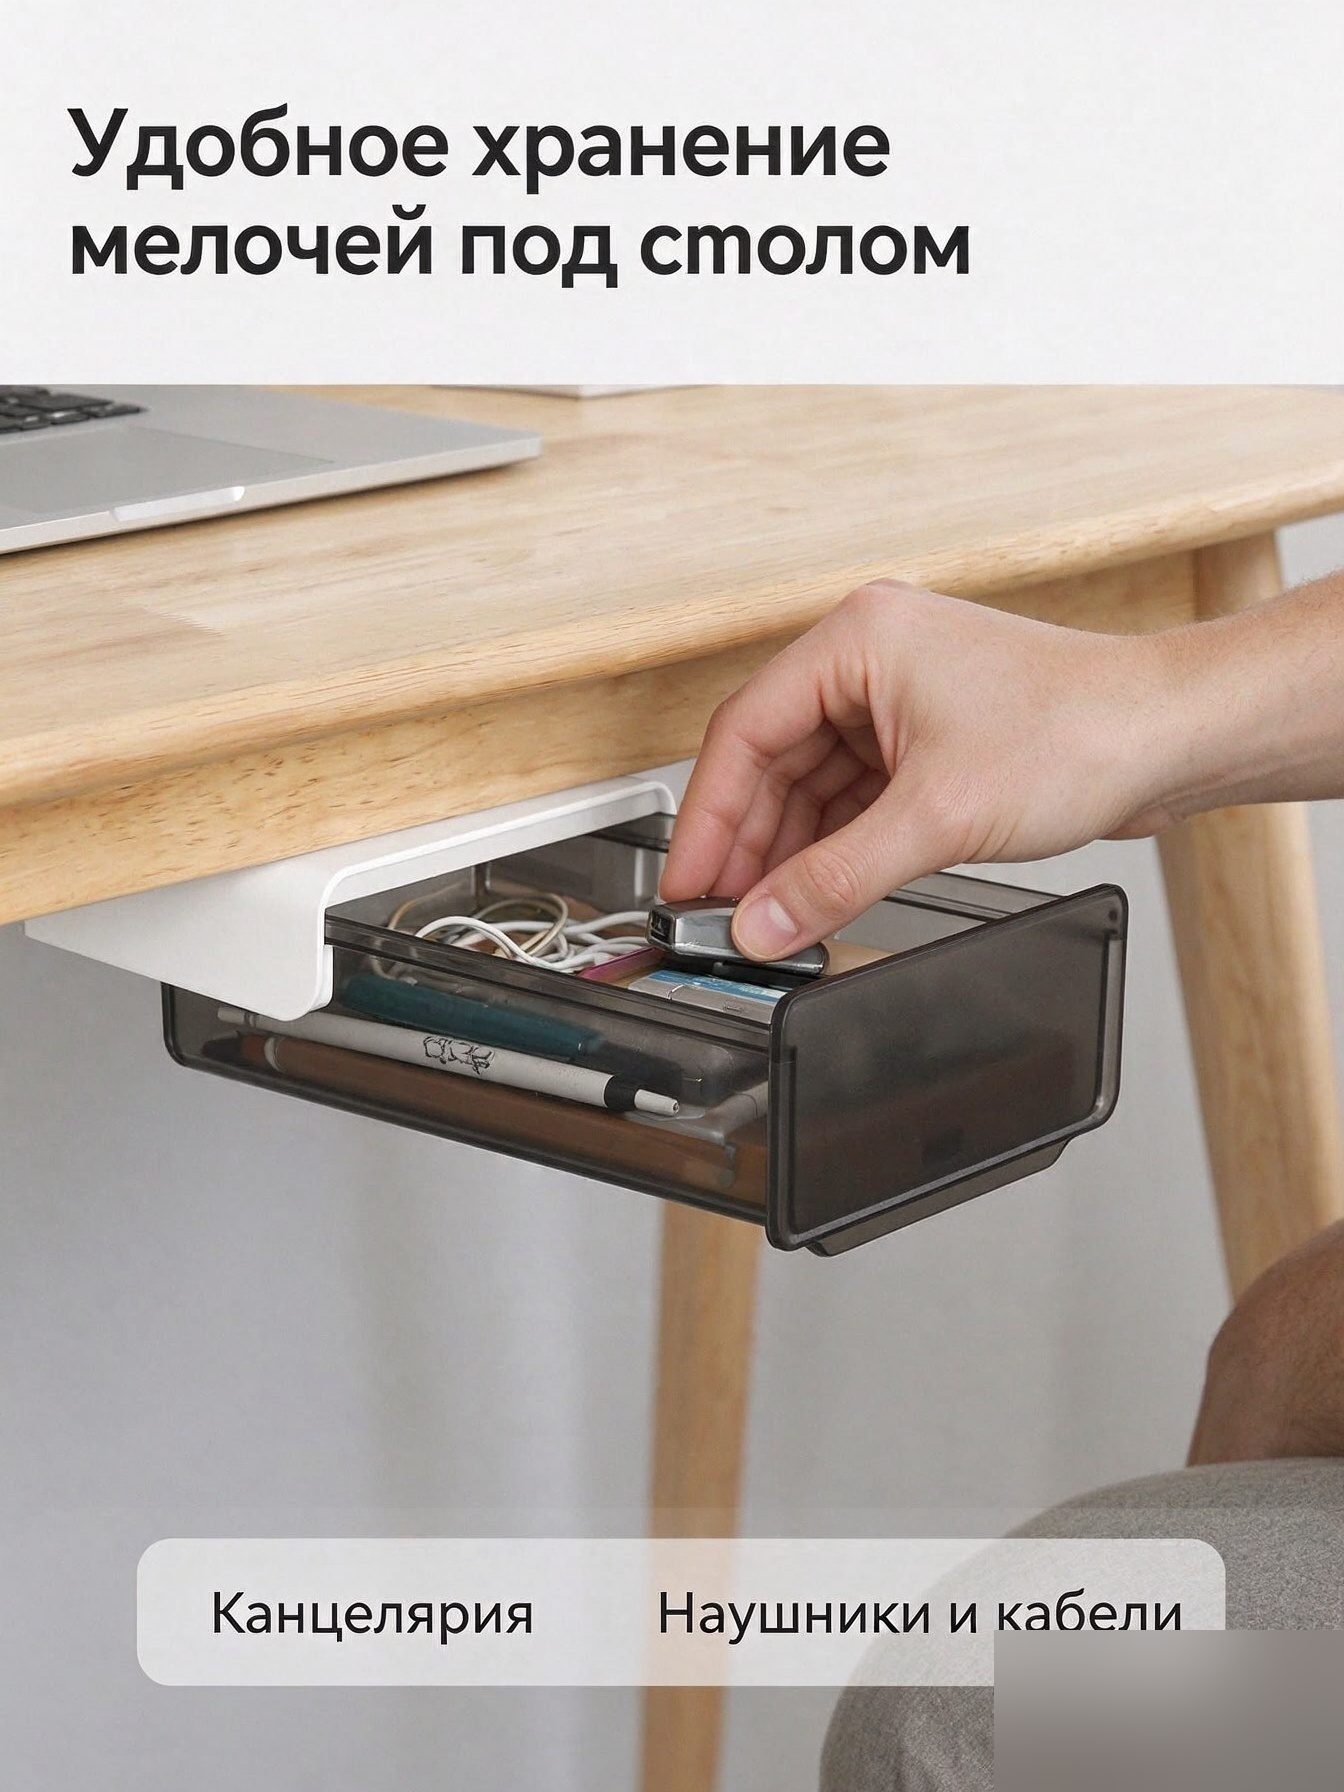 Удобное хранение
мелочей под столом
Канцелярия
Наушники и кабели